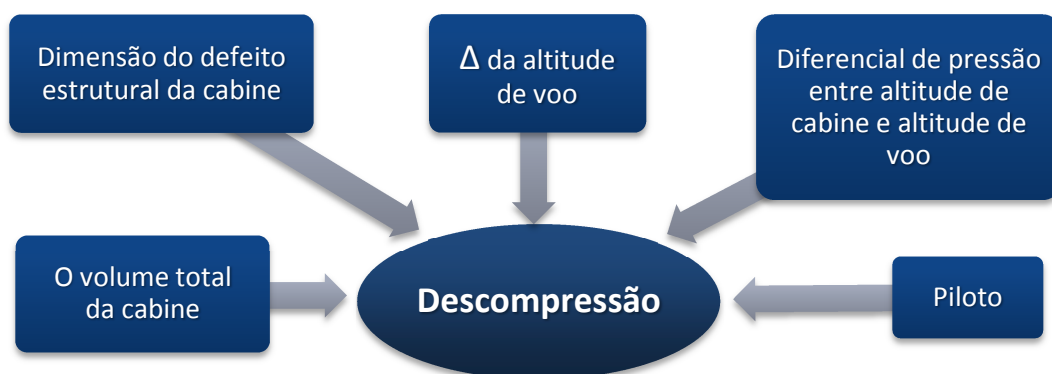 Dimensão do defeito
estrutural da cabine
Δ da altitude
de voo
Diferencial de pressão
entre altitude de
cabine e altitude de
voo
O volume total
da cabine
Descompressão
Piloto